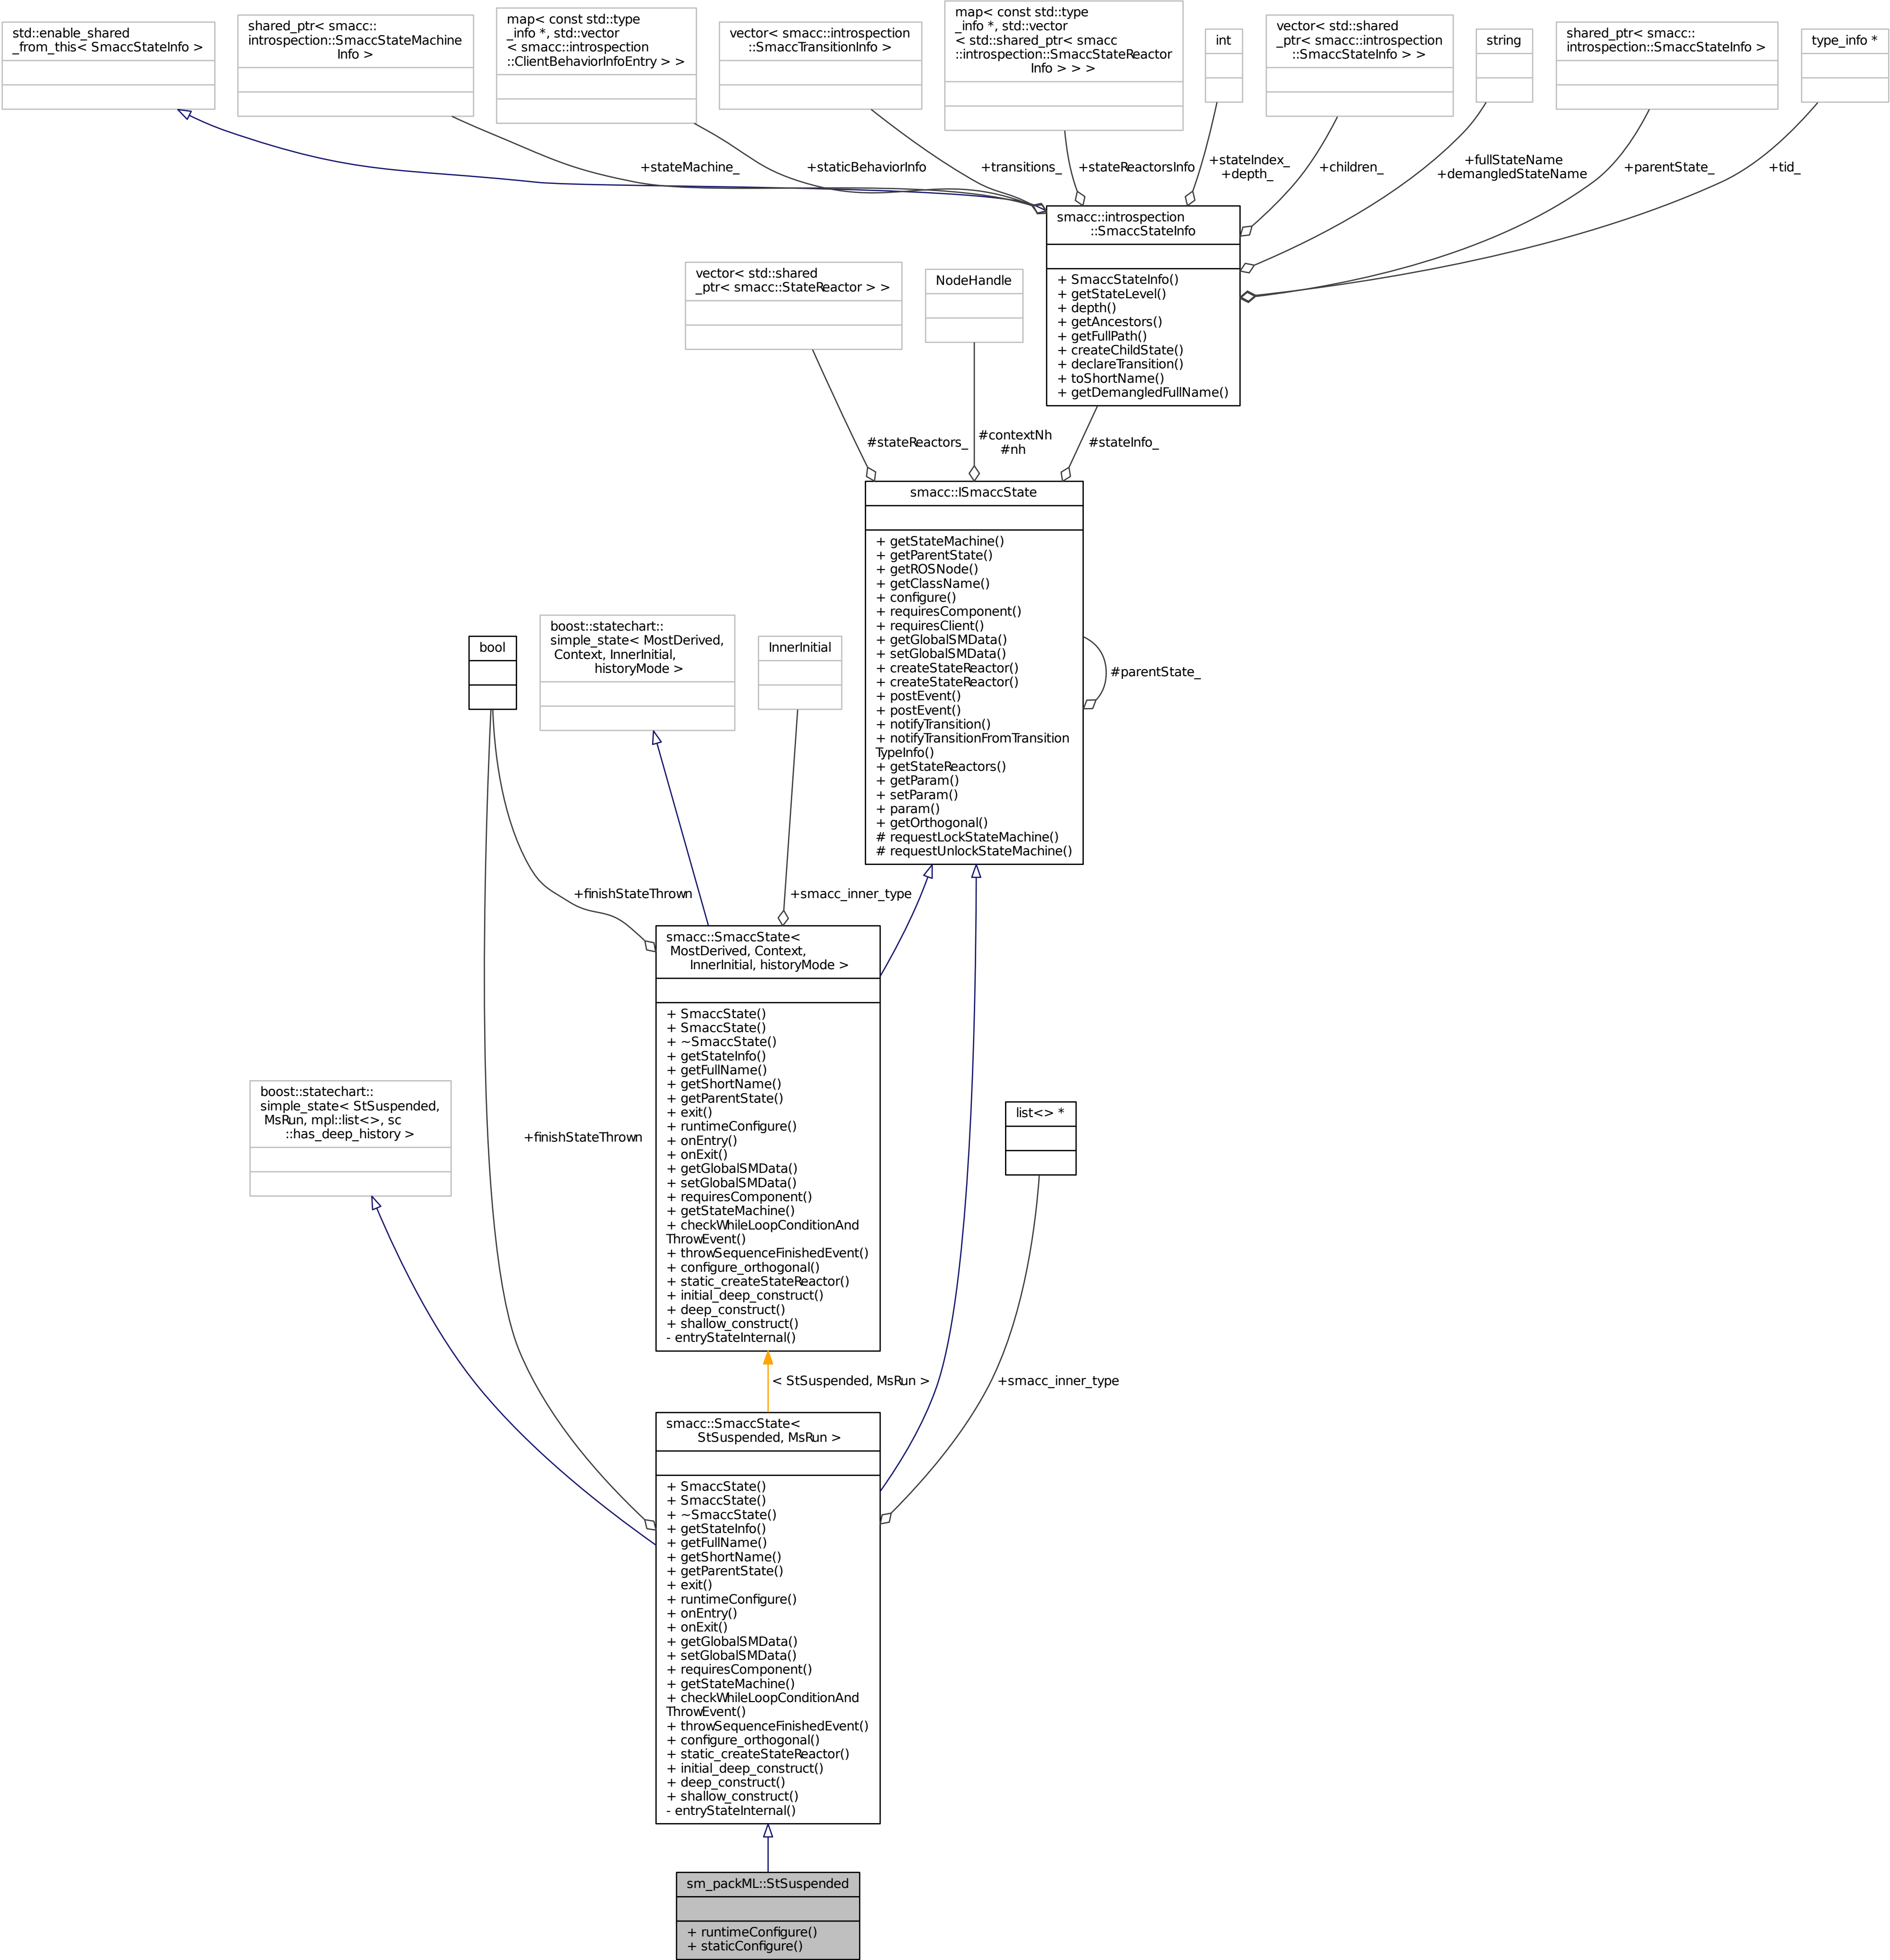 std::enable_shared
_from_this< SmaccStateInfo >
shared_ptr< smacc::
introspection::SmaccStateMachine
Info >
map< const std::type
_info *, std::vector
< smacc::introspection
::ClientBehaviorInfoEntry > >
vector< smacc::introspection
::SmaccTransitionInfo >
map< const std::type
_info *, std::vector
< std::shared_ptr< smacc
::introspection::SmaccStateReactor
Info > > >
int
vector< std::shared
_ptr< smacc::introspection
::SmaccStateInfo > >
string
shared_ptr< smacc::
introspection::SmaccStateInfo >
type_info *
+stateMachine_
+staticBehaviorInfo
+transitions_
+stateReactorsInfo
+stateIndex_
+depth_
+children_
+fullStateName
+demangledStateName
+parentState_
+tid_
smacc::introspection
::SmaccStateInfo
+ SmaccStateInfo()
+ getStateLevel()
+ depth()
+ getAncestors()
+ getFullPath()
+ createChildState()
+ declareTransition()
+ toShortName()
+ getDemangledFullName()
vector< std::shared
_ptr< smacc::StateReactor > >
NodeHandle
#stateReactors_
#contextNh
#nh
#stateInfo_
smacc::ISmaccState
+ getStateMachine()
+ getParentState()
+ getROSNode()
+ getClassName()
+ configure()
+ requiresComponent()
+ requiresClient()
+ getGlobalSMData()
+ setGlobalSMData()
+ createStateReactor()
+ createStateReactor()
+ postEvent()
+ postEvent()
+ notifyTransition()
+ notifyTransitionFromTransition
TypeInfo()
+ getStateReactors()
+ getParam()
+ setParam()
+ param()
+ getOrthogonal()
# requestLockStateMachine()
# requestUnlockStateMachine()
#parentState_
bool
boost::statechart::
simple_state< MostDerived,
Context, InnerInitial,
historyMode >
InnerInitial
+finishStateThrown
+smacc_inner_type
smacc::SmaccState<
MostDerived, Context,
InnerInitial, historyMode >
+ SmaccState()
+ SmaccState()
+ ~SmaccState()
+ getStateInfo()
+ getFullName()
+ getShortName()
+ getParentState()
+ exit()
+ runtimeConfigure()
+ onEntry()
+ onExit()
+ getGlobalSMData()
+ setGlobalSMData()
+ requiresComponent()
+ getStateMachine()
+ checkWhileLoopConditionAnd
ThrowEvent()
+ throwSequenceFinishedEvent()
+ configure_orthogonal()
+ static_createStateReactor()
+ initial_deep_construct()
+ deep_construct()
+ shallow_construct()
- entryStateInternal()
boost::statechart::
simple_state< StSuspended,
MsRun, mpl::list<>, sc
::has_deep_history >
+finishStateThrown
list<> *
< StSuspended, MsRun >
+smacc_inner_type
smacc::SmaccState<
StSuspended, MsRun >
+ SmaccState()
+ SmaccState()
+ ~SmaccState()
+ getStateInfo()
+ getFullName()
+ getShortName()
+ getParentState()
+ exit()
+ runtimeConfigure()
+ onEntry()
+ onExit()
+ getGlobalSMData()
+ setGlobalSMData()
+ requiresComponent()
+ getStateMachine()
+ checkWhileLoopConditionAnd
ThrowEvent()
+ throwSequenceFinishedEvent()
+ configure_orthogonal()
+ static_createStateReactor()
+ initial_deep_construct()
+ deep_construct()
+ shallow_construct()
- entryStateInternal()
sm_packML::StSuspended
+ runtimeConfigure()
+ staticConfigure()